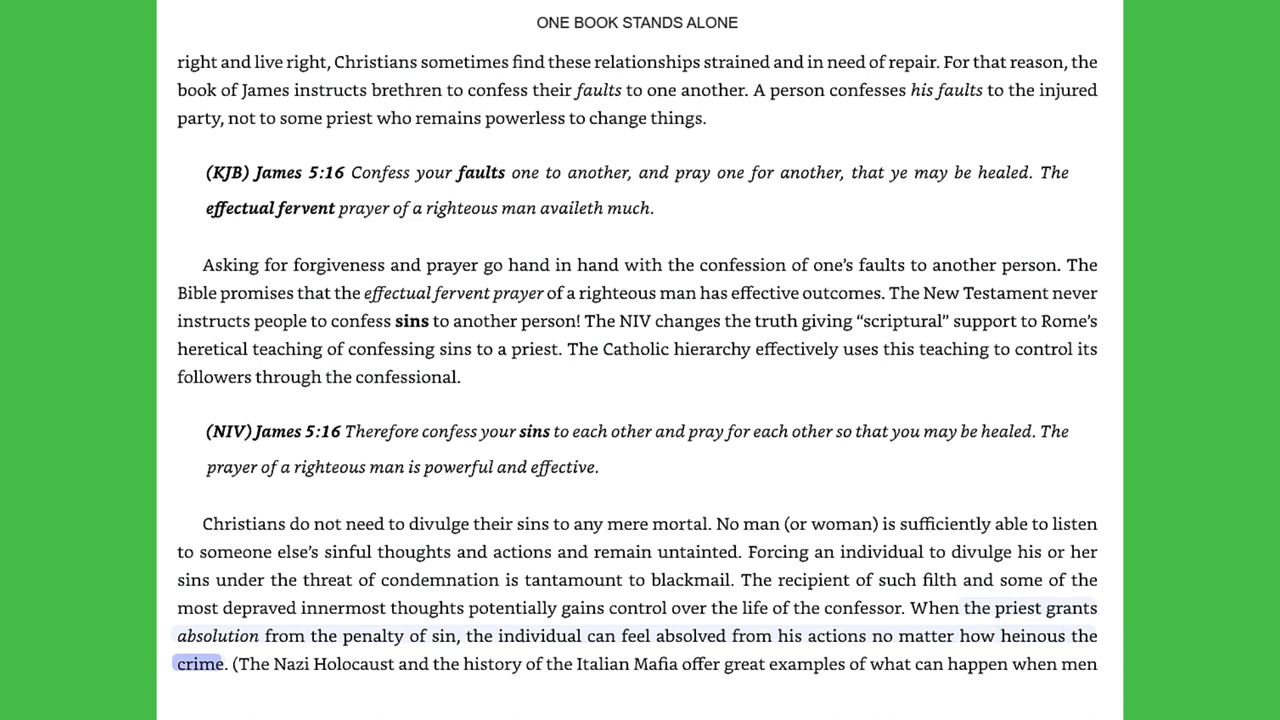 ONE BOOK STANDS ALONE
right and live right, Christians sometimes find these relationships strained and in need of repair. For that reason, the
book of James instructs brethren to confess their faults to one another. A person confesses his faults to the injured
party, not to some priest who remains powerless to change things.
(KJB) James 5:16 Confess your faults one to another, and pray one for another, that ye may be healed. The
effectual fervent prayer of a righteous man availeth much.
Asking for forgiveness and prayer go hand in hand with the confession of one’s faults to another person. The
Bible promises that the effectual fervent prayer of a righteous man has effective outcomes. The New Testament never
instructs people to confess sins to another person! The NIV changes the truth giving “scriptural” support to Rome’s
heretical teaching of confessing sins to a priest. The Catholic hierarchy effectively uses this teaching to control its
followers through the confessional.
(NIV) James 5:16 Therefore confess your sins to each other and pray for each other so that you may be healed. The
prayer of a righteous man is powerful and effective.
Christians do not need to divulge their sins to any mere mortal. No man (or woman) is sufficiently able to listen
to someone else’s sinful thoughts and actions and remain untainted. Forcing an individual to divulge his or her
sins under the threat of condemnation is tantamount to blackmail. The recipient of such filth and some of the
most depraved innermost thoughts potentially gains control over the life of the confessor. When the priest grants
absolution from the penalty of sin, the individual can feel absolved from his actions no matter how heinous the
crime. (The Nazi Holocaust and the history of the Italian Mafia offer great examples of what can happen when men